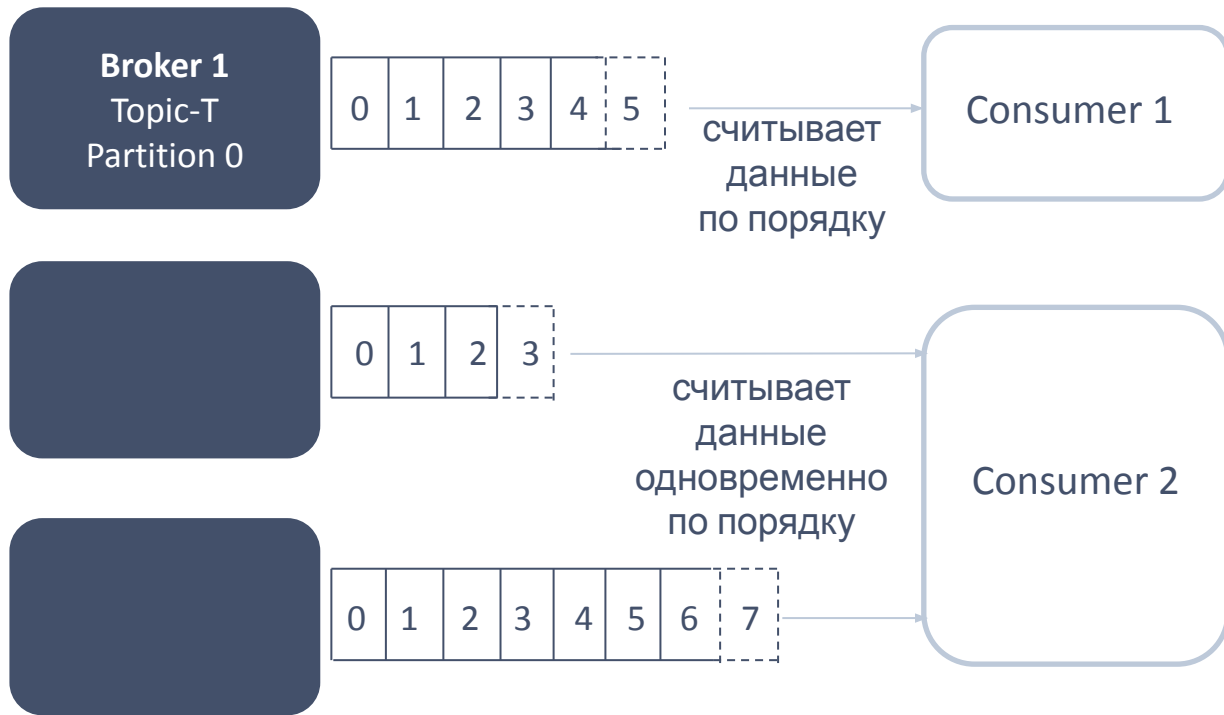 Broker 1
Topic-T
Partition 0
0 1 2 3 4 5
считывает
данные
по порядку
Consumer 1
0 1 2 3
считывает
данные
одновременно
по порядку
Consumer 2
0 1 2 3 4 5 6 7